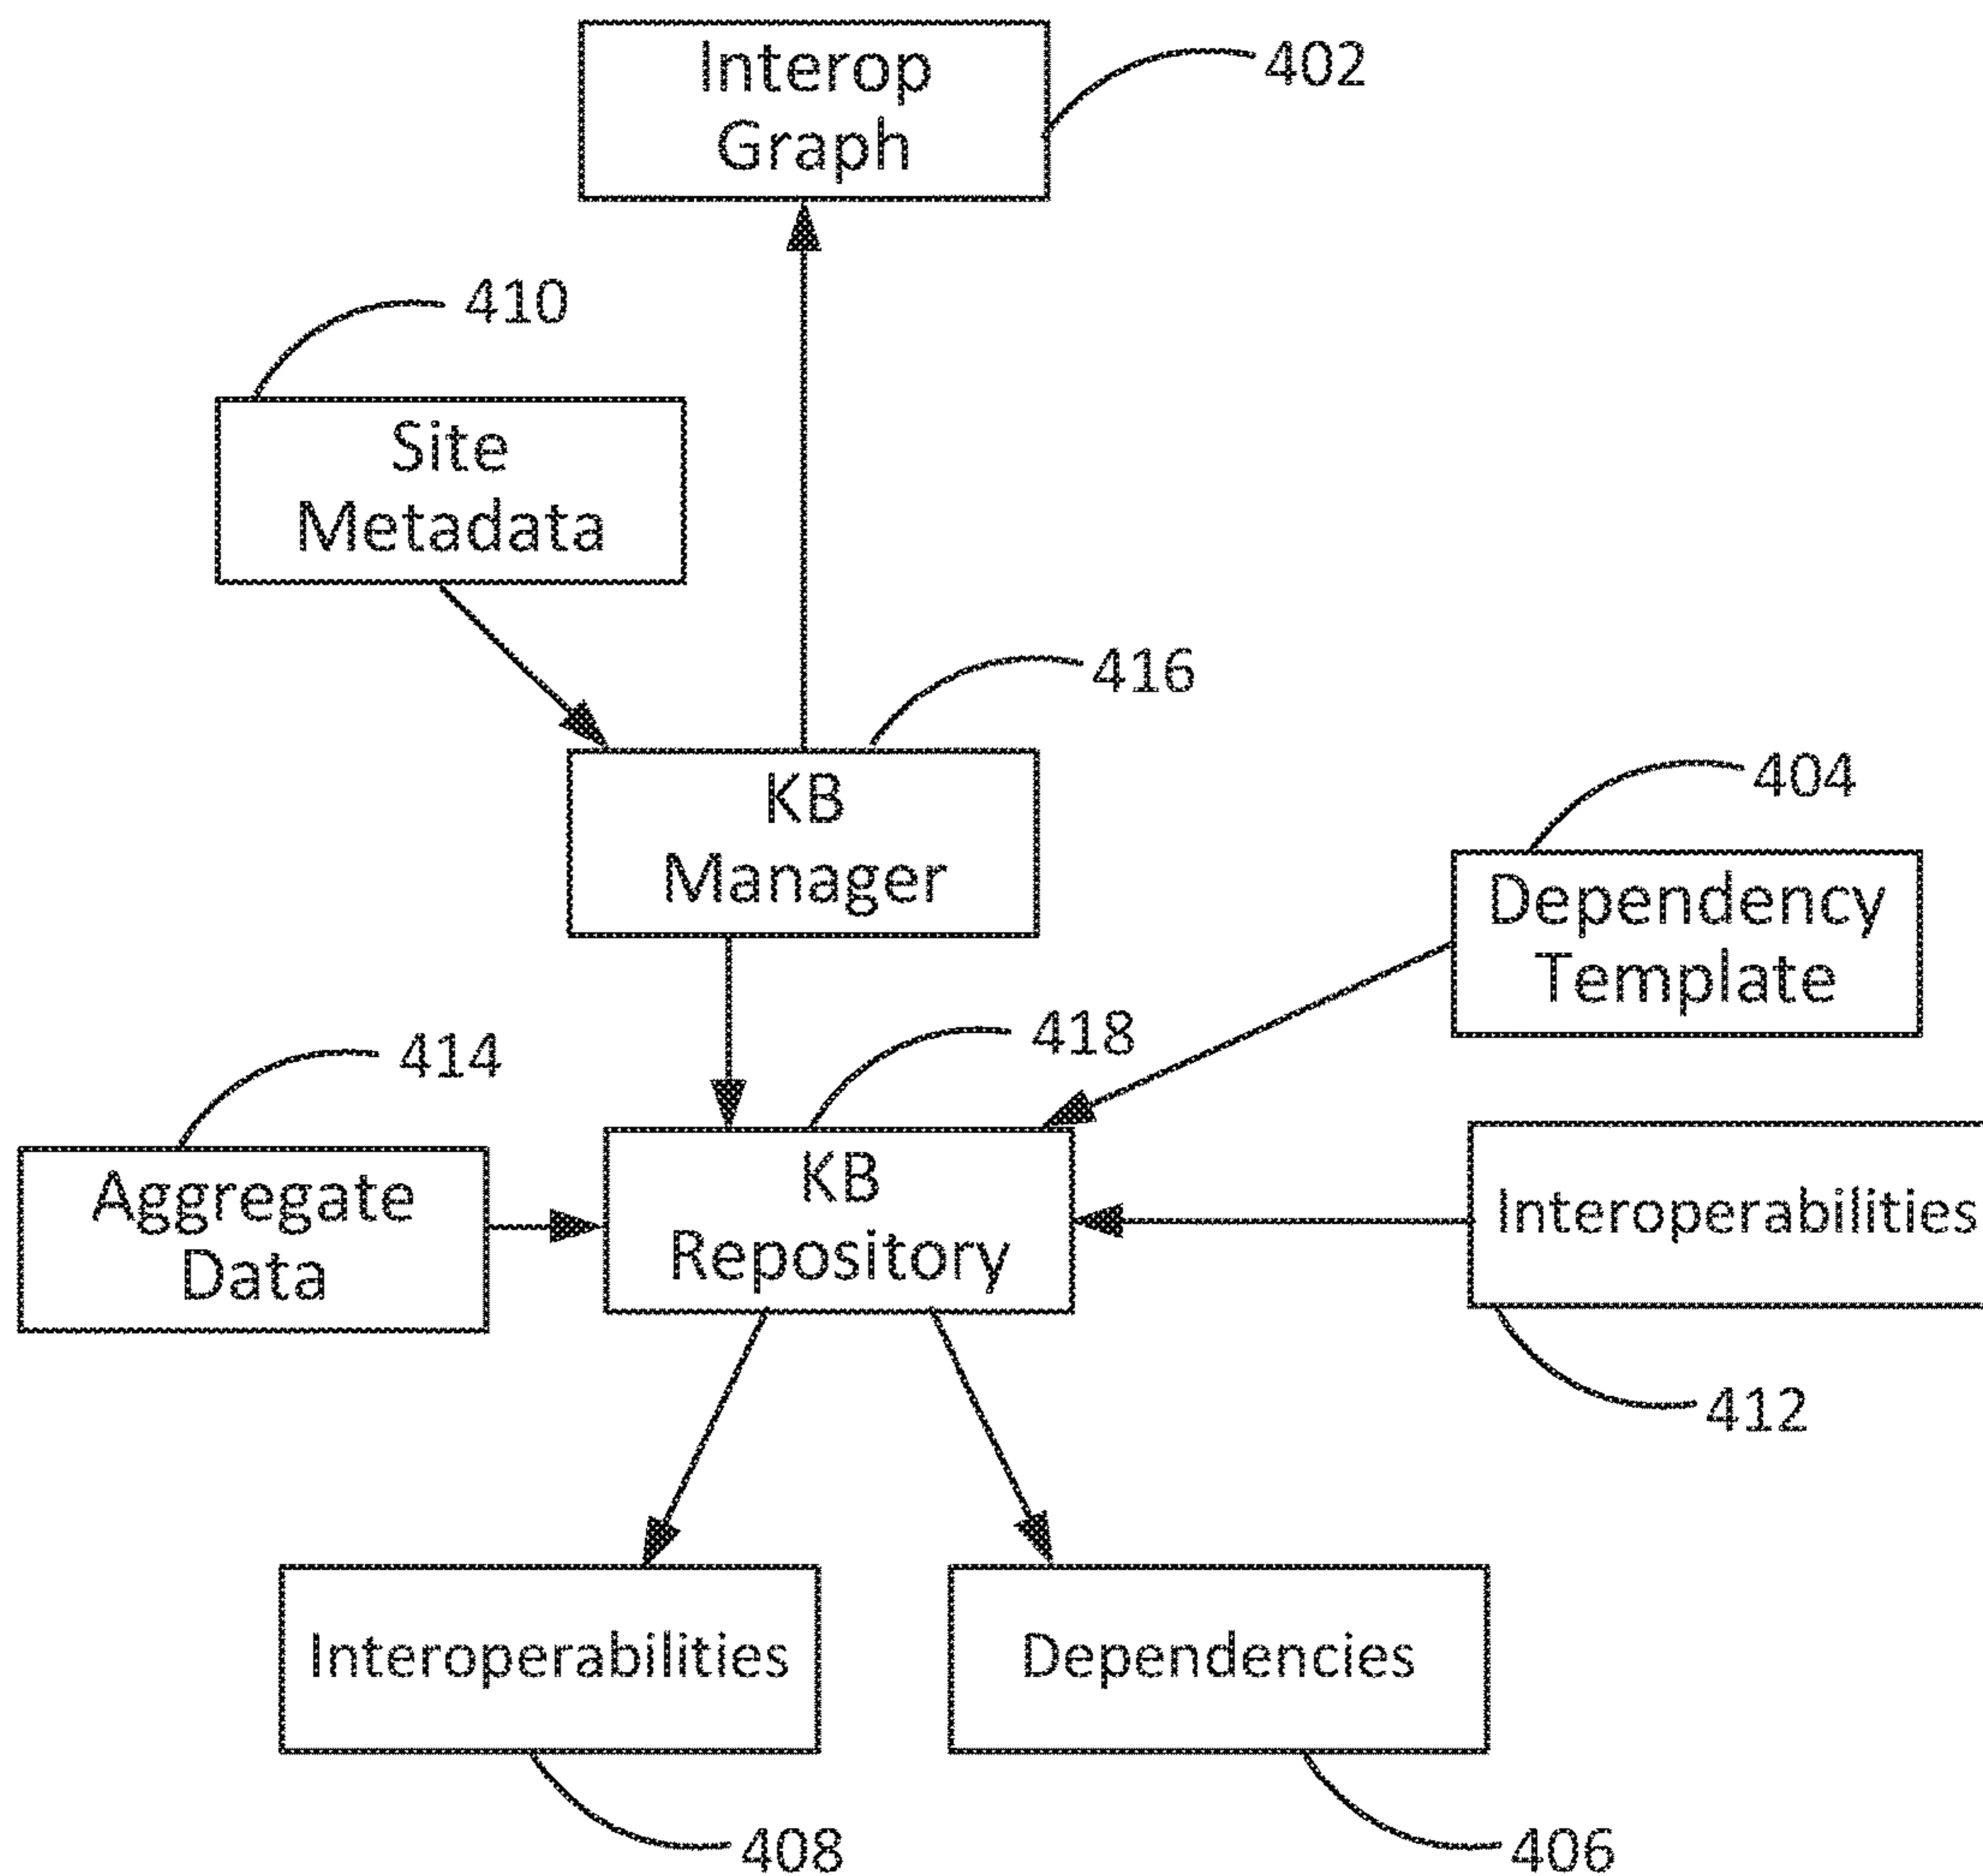 Interop
Graph
402
410
Site
Metadata
416
KB
Manager
404
Dependency
Template
418
414
KB
Repository
Aggregate
Data
Interoperabilities
412
Interoperabilities
Dependencies
408
406